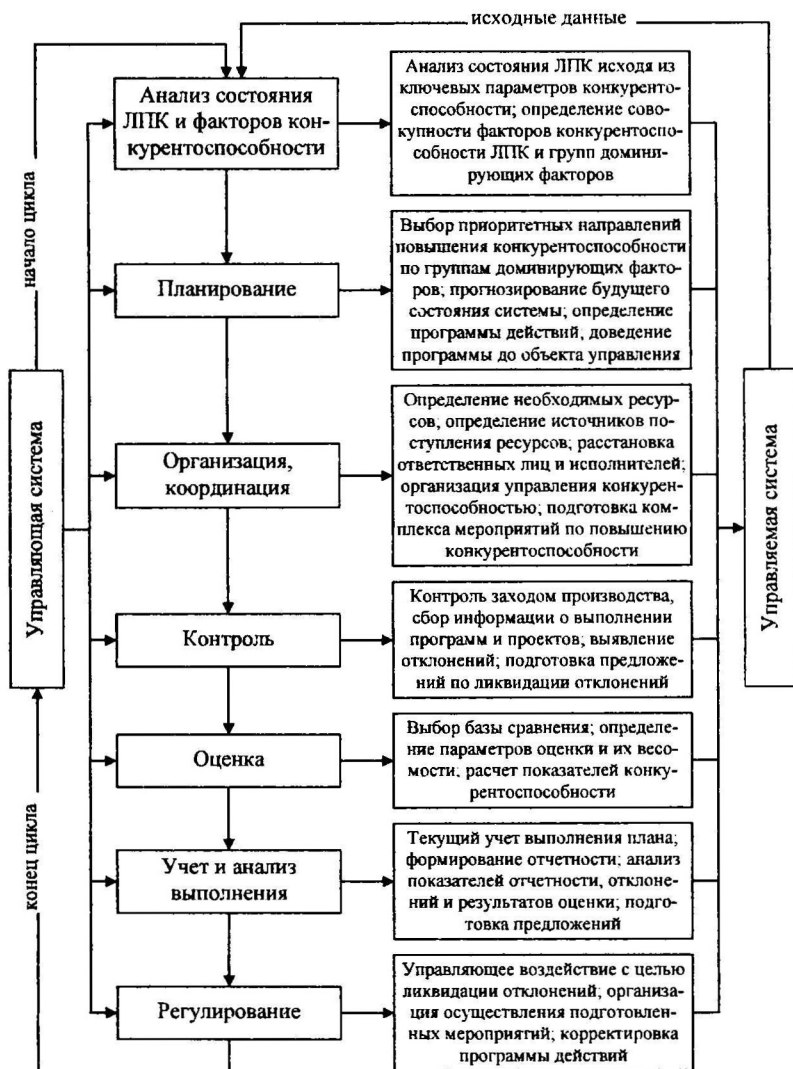 исходные данные
начало цикла
Управляющая система
конец цикла
Анализ состояния
ЛПК и факторов кон-
курентоспособности
Анализ состояния ЛПК исходя из
ключевых параметров конкуренто-
способности; определение сово-
купности факторов конкурентоспо-
собности ЛПК и групп домини-
рующих факторов
Планирование
Выбор приоритетных направлений
повышения конкурентоспособности
по группам доминирующих факто-
ров; прогнозирование будущего
состояния системы; определение
программы действий, доведение
программы до объекта управления
Организация,
координация
Определение необходимых ресур-
сов, определение источников по-
ступления ресурсов; расстановка
ответственных лиц и исполнителей;
организация управления конкурен-
тоспособностью; подготовка ком-
плекса мероприятий по повышению
конкурентоспособности
Контроль
Контроль заходом производства,
сбор информации о выполнении
программ и проектов; выявление
отклонений; подготовка предложе-
ний по ликвидации отклонений
Оценка
Выбор базы сравнения; определе-
ние параметров оценки и их весо-
мости; расчет показателей конку-
рентоспособности
Учет и анализ
выполнения
Текущий учет выполнения плана;
формирование отчетности; анализ
показателей отчетности, отклоне-
ний и результатов оценки; подго-
товка предложений
Регулирование
Управляющее воздействие с целью
ликвидации отклонений; организа-
ция осуществления подготовлен-
ных мероприятий; корректировка
программы действий
Управляемая система